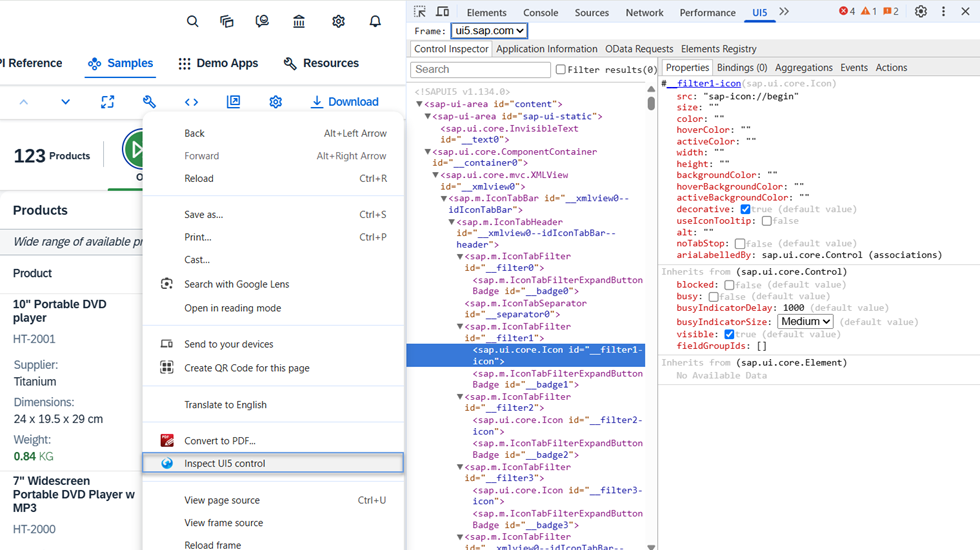 PI Reference
Samples
Demo Apps
Resources
Download
123 Products
Products
Wide range of available pr
Product
10" Portable DVD
player
HT-2001
Supplier:
Titanium
Dimensions:
24 x 19.5 x 29 cm
Weight:
0.84 KG
7" Widescreen
Portable DVD Player w
MP3
HT-2000
Back Alt+Left Arrow
Forward Alt+Right Arrow
Reload Ctrl+R
Save as... Ctrl+S
Print... Ctrl+P
Cast...
Search with Google Lens
Open in reading mode
Send to your devices
Create QR Code for this page
Translate to English
Convert to PDF...
Inspect UI5 control
View page source Ctrl+U
View frame source
Reload frame
Elements Console Sources Network Performance UI5 4 1 2
Frame: ui5.sap.com
Control Inspector Application Information OData Requests Elements Registry
Search Filter results(0)
<!SAPUI5 v1.134.0>
<sap-ui-area id="content">
<sap-ui-area id="sap-ui-static">
<sap.ui.core.InvisibleText
id="__text0">
<sap.ui.core.ComponentContainer
id="__container0">
<sap.ui.core.mvc.XMLView
id="__xmlview0">
<sap.m.IconTabBar id="__xmlview0--
idIconTabBar">
<sap.m.IconTabHeader
id="__xmlview0--idIconTabBar--
header">
<sap.m.IconTabFilter
id="__filter0">
<sap.m.IconTabFilterExpandButton
Badge id="__badge0">
<sap.m.IconTabSeparator
id="__separator0">
<sap.m.IconTabFilter
id="__filter1">
<sap.ui.core.Icon id="__filter1-
icon">
<sap.m.IconTabFilterExpandButton
Badge id="__badge1">
<sap.m.IconTabFilter
id="__filter2">
<sap.ui.core.Icon id="__filter2-
icon">
<sap.m.IconTabFilterExpandButton
Badge id="__badge2">
<sap.m.IconTabFilter
id="__filter3">
<sap.ui.core.Icon id="__filter3-
icon">
<sap.m.IconTabFilterExpandButton
Badge id="__badge3">
<sap.m.IconTabFilter
id="__xmlview0--idIconTabBar--
Properties Bindings (0) Aggregations Events Actions
#__filter1-icon(sap.ui.core.Icon)
src: "sap-icon://begin"
size: ""
color: ""
hoverColor: ""
activeColor: ""
width: ""
height: ""
backgroundColor: ""
hoverBackgroundColor: ""
activeBackgroundColor: ""
decorative: true (default value)
useIconTooltip: false
alt: ""
noTabStop: false (default value)
ariaLabelledBy: sap.ui.core.Control (associations)
Inherits from (sap.ui.core.Control)
blocked: false (default value)
busy: false (default value)
busyIndicatorDelay: 1000 (default value)
busyIndicatorSize: Medium (default value)
visible: true (default value)
fieldGroupIds: []
Inherits from (sap.ui.core.Element)
No Available Data